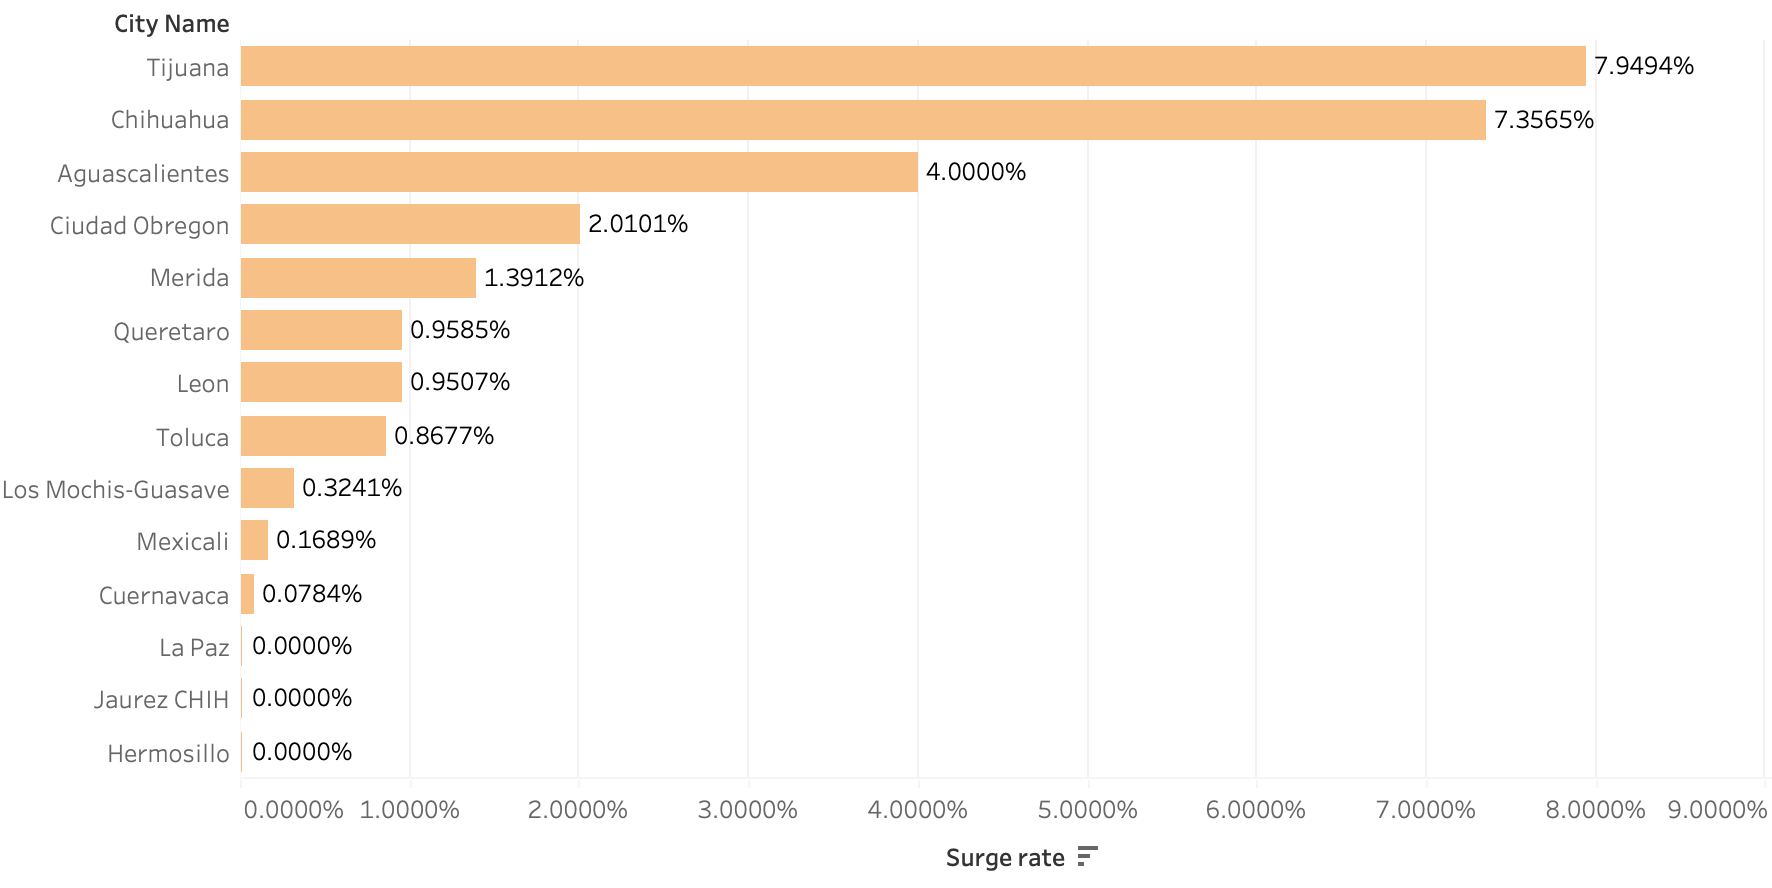 City Name
Tijuana 7.9494%
Chihuahua 7.3565%
Aguascalientes 4.0000%
Ciudad Obregon 2.0101%
Merida 1.3912%
Queretaro 0.9585%
Leon 0.9507%
Toluca 0.8677%
Los Mochis-Guasave 0.3241%
Mexicali 0.1689%
Cuernavaca 0.0784%
La Paz 0.0000%
Jaurez CHIH 0.0000%
Hermosillo 0.0000%
0.0000% 1.0000% 2.0000% 3.0000% 4.0000% 5.0000% 6.0000% 7.0000% 8.0000% 9.0000%
Surge rate